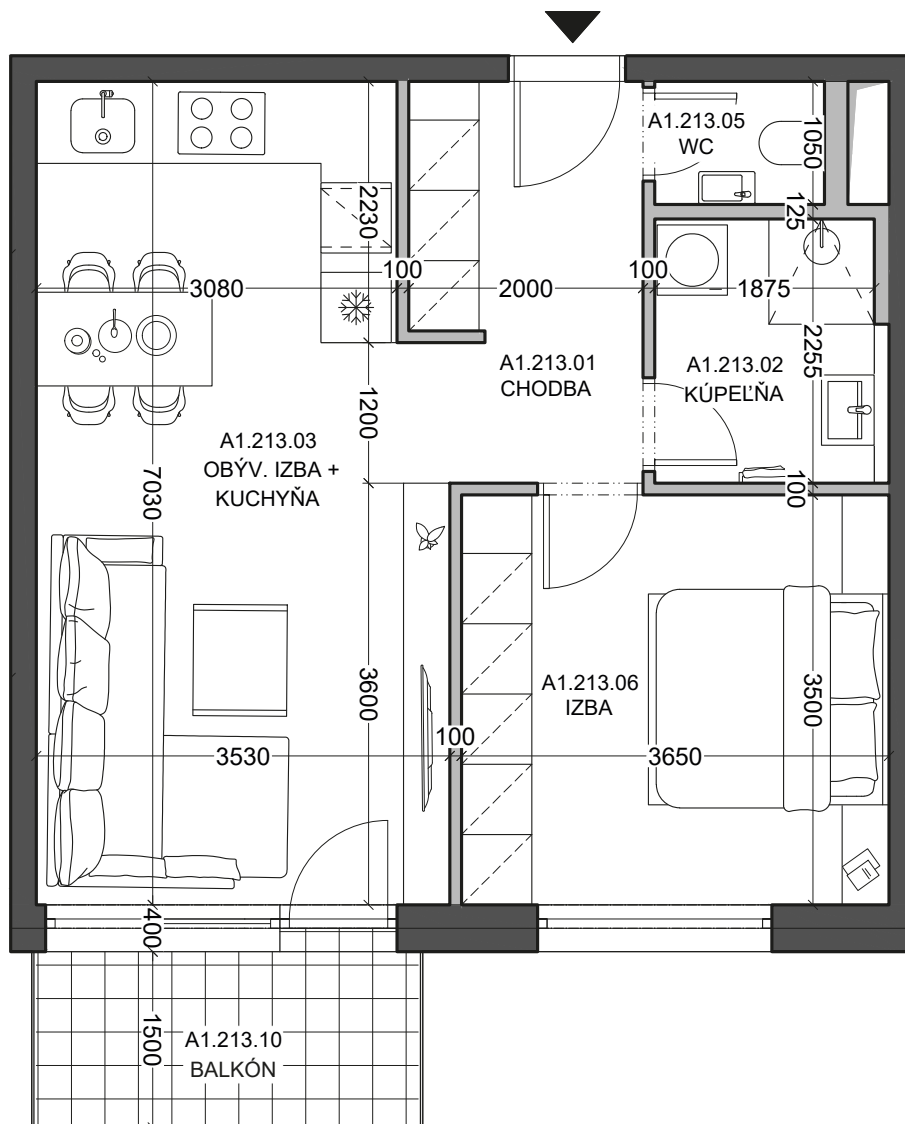 A1.213.05
WC
1050
125
2230
3080
100
2000
100
1875
2255
A1.213.01
CHODBA
A1.213.02
KÚPEĽŇA
1200
A1.213.03
OBÝV. IZBA +
KUCHYŇA
7030
100
3600
A1.213.06
IZBA
3500
3530
100
3650
400
1500
A1.213.10
BALKÓN